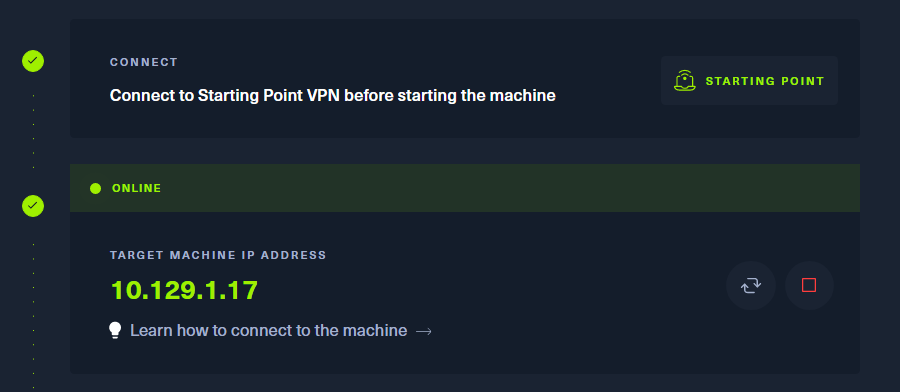 CONNECT
Connect to Starting Point VPN before starting the machine
STARTING POINT
ONLINE
TARGET MACHINE IP ADDRESS
10.129.1.17
Learn how to connect to the machine →